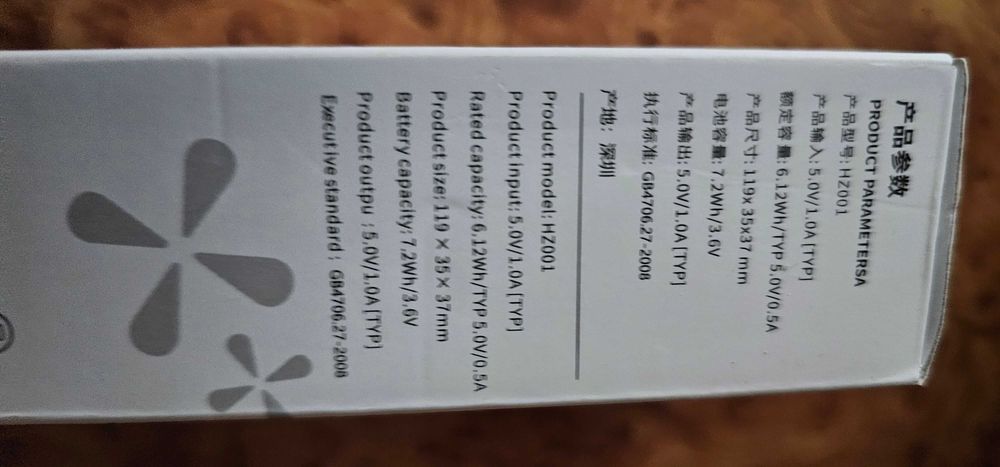 产品参数
PRODUCT PARAMETERSA
产品型号: HZ001
产品输入: 5.0V/1.0A [TYP]
额定容量: 6.12Wh/TYP 5.0V/0.5A
产品尺寸: 119x 35x37 mm
电池容量: 7.2Wh/3.6V
产品输出: 5.0V/1.0A [TYP]
执行标准: GB4706.27-2008
产地: 深圳
Product model: HZ001
Product input: 5.0V/1.0A [TYP]
Rated capacity: 6.12Wh/TYP 5.0V/0.5A
Product size: 119 X 35 X 37mm
Battery capacity: 7.2Wh/3.6V
Product outpu : 5.0V/1.0A [TYP]
Executive standard : GB4706.27-2008